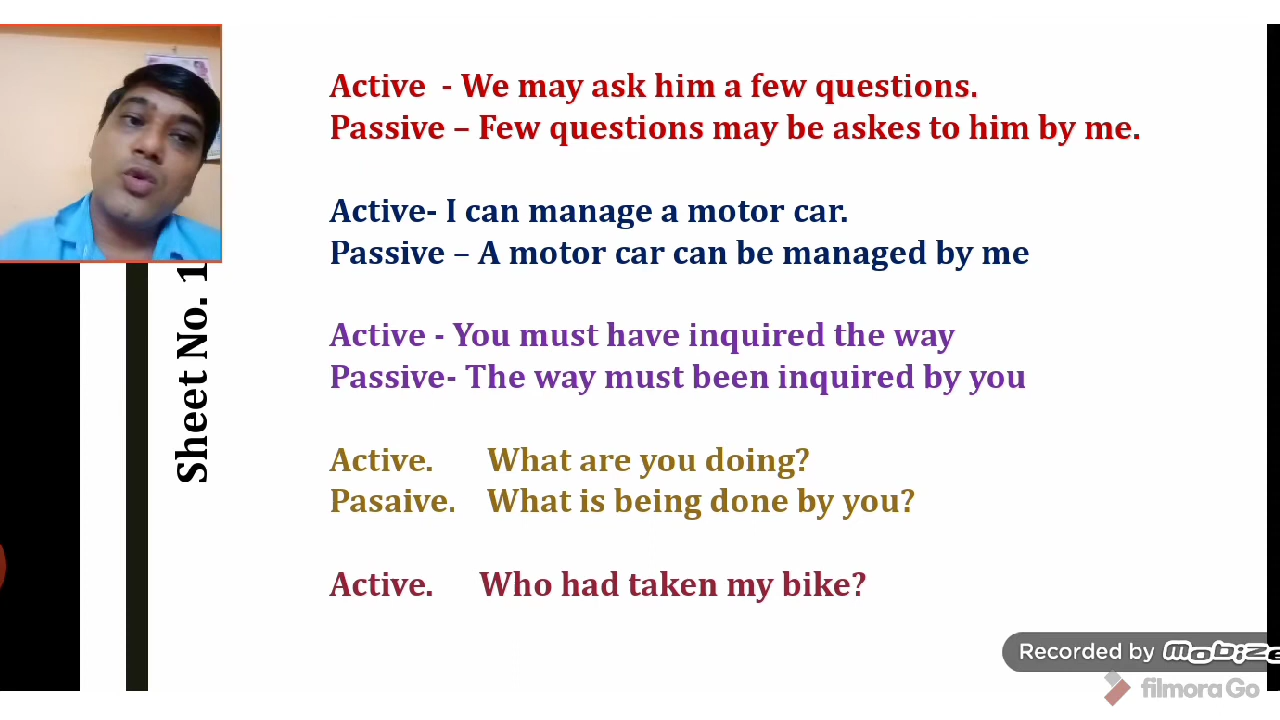 Active - We may ask him a few questions.
Passive – Few questions may be askes to him by me.
Active- I can manage a motor car.
Passive – A motor car can be managed by me
Active - You must have inquired the way
Passive- The way must been inquired by you
Active. What are you doing?
Pasaive. What is being done by you?
Active. Who had taken my bike?
Sheet No. 1
Recorded by
filmora Go